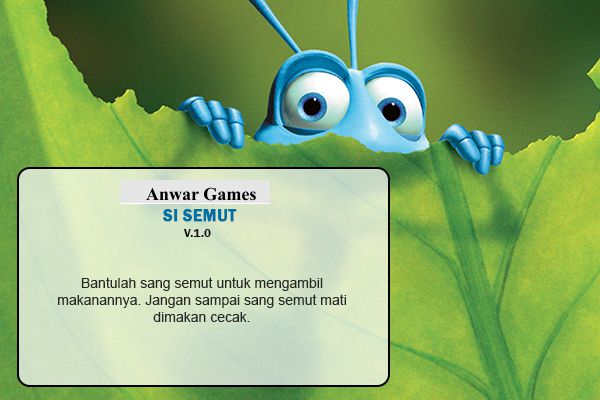 Anwar Games
SI SEMUT
V.1.0
Bantulah sang semut untuk mengambil
makanannya. Jangan sampai sang semut mati
dimakan cecak.